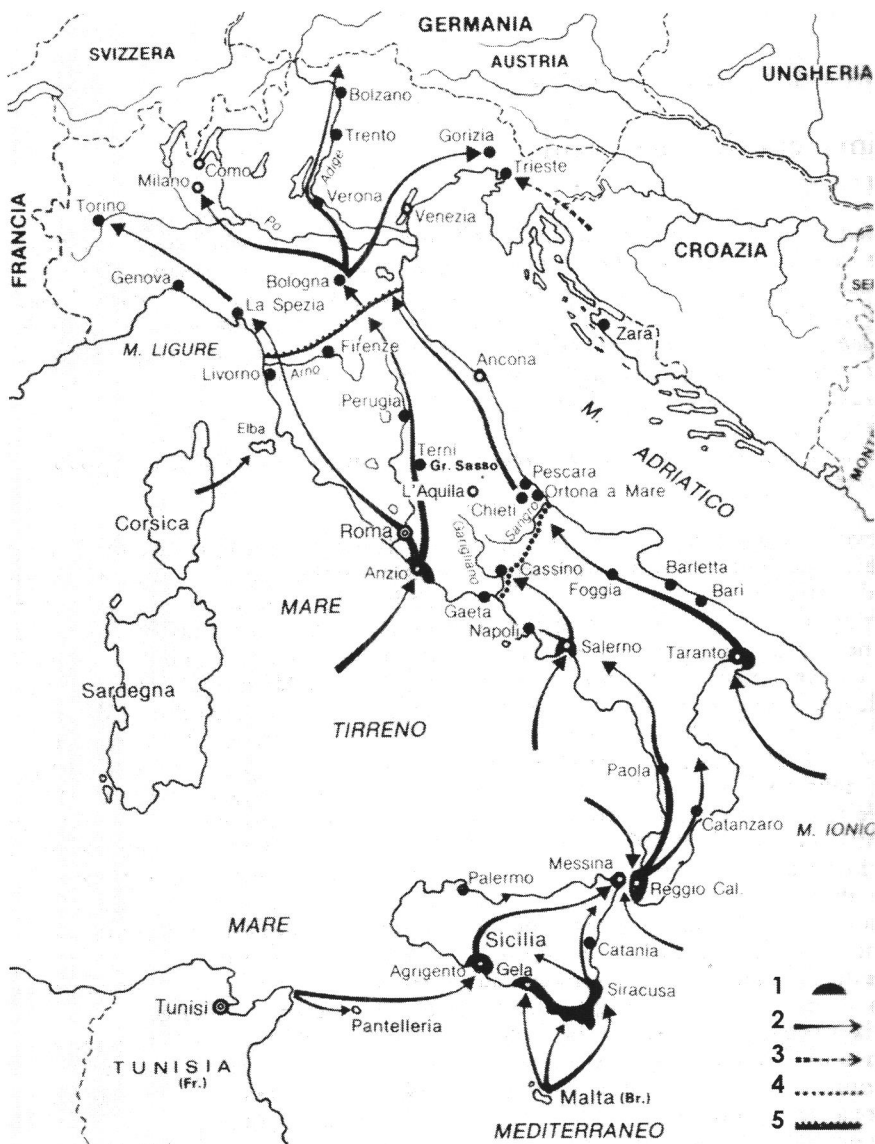 GERMANIA
SVIZZERA
AUSTRIA
UNGHERIA
Bolzano
Trento
Gorizia
Como
Adige
Trieste
Milano
Verona
Venezia
Torino
Po
FRANCIA
CROAZIA
Genova
Bologna
La Spezia
SE
Zara
M. LIGURE
Firenze
Ancona
Livorno
Arno
M.
ADRIATICO
Perugia
Elba
Terni
MONTE
Gr. Sasso
Pescara
L'Aquila
Ortona a Mare
Corsica
Chieti
Sangro
Roma
Garigliano
Cassino
Barletta
Anzio
Foggia
Bari
MARE
Gaeta
Napoli
Salerno
Taranto
Sardegna
TIRRENO
Paola
Catanzaro
M. IONIC
Messina
Palermo
Reggio Cal.
MARE
Sicilia
Catania
Agrigento
Gela
1
Siracusa
Tunisi
2
Pantelleria
3
TUNISIA
(Fr.)
4
Malta (Br.)
5
MEDITERRANEO